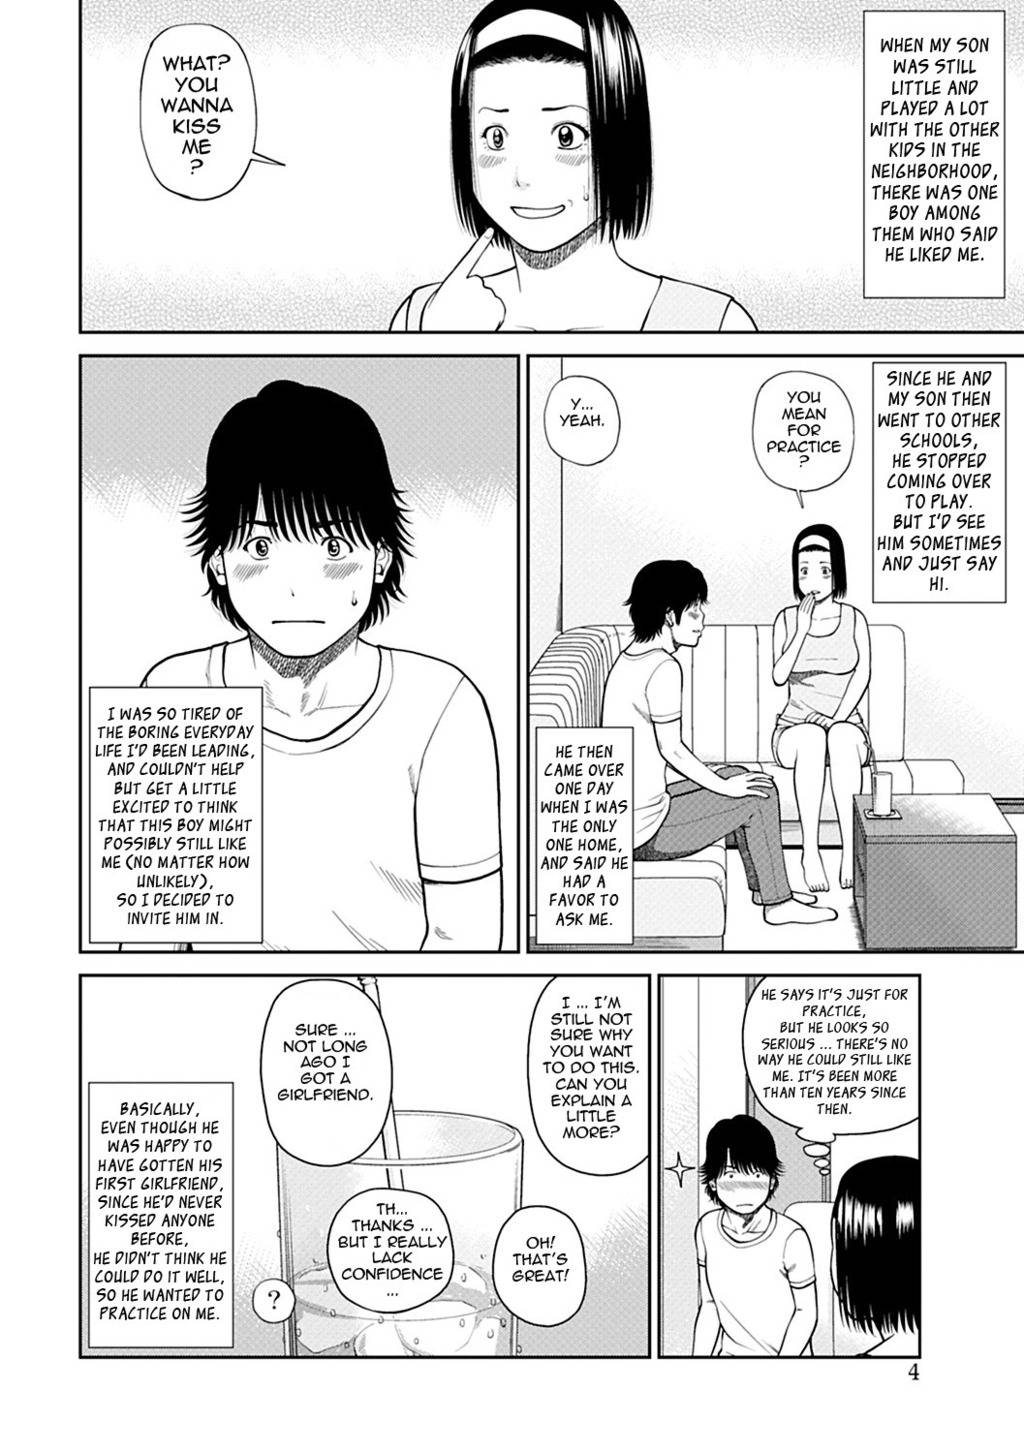 WHEN MY SON
WAS STILL
LITTLE AND
PLAYED A LOT
WITH THE OTHER
KIDS IN THE
NEIGHBORHOOD,
THERE WAS ONE
BOY AMONG
THEM WHO SAID
HE LIKED ME.
WHAT?
YOU
WANNA
KISS
ME
?
SINCE HE AND
MY SON THEN
WENT TO OTHER
SCHOOLS,
HE STOPPED
COMING OVER
TO PLAY.
BUT I'D SEE
HIM SOMETIMES
AND JUST SAY
HI.
YOU
MEAN
FOR
PRACTICE
?
Y...
YEAH.
HE THEN
CAME OVER
ONE DAY
WHEN I WAS
THE ONLY
ONE HOME,
AND SAID HE
HAD A
FAVOR TO
ASK ME.
I WAS SO TIRED OF
THE BORING EVERYDAY
LIFE I'D BEEN LEADING,
AND COULDN'T HELP
BUT GET A LITTLE
EXCITED TO THINK
THAT THIS BOY MIGHT
POSSIBLY STILL LIKE
ME (NO MATTER HOW
UNLIKELY),
SO I DECIDED TO
INVITE HIM IN.
HE SAYS IT'S JUST FOR
PRACTICE,
BUT HE LOOKS SO
SERIOUS ... THERE'S NO
WAY HE COULD STILL LIKE
ME. IT'S BEEN MORE
THAN TEN YEARS SINCE
THEN.
I ... I'M
STILL NOT
SURE WHY
YOU WANT
TO DO THIS.
CAN YOU
EXPLAIN A
LITTLE
MORE?
SURE ...
NOT LONG
AGO I
GOT A
GIRLFRIEND.
OH!
THAT'S
GREAT!
TH...
THANKS ...
BUT I REALLY
LACK
CONFIDENCE
...
?
BASICALLY,
EVEN THOUGH HE
WAS HAPPY TO
HAVE GOTTEN HIS
FIRST GIRLFRIEND,
SINCE HE'D NEVER
KISSED ANYONE
BEFORE,
HE DIDN'T THINK HE
COULD DO IT WELL,
SO HE WANTED TO
PRACTICE ON ME.
4